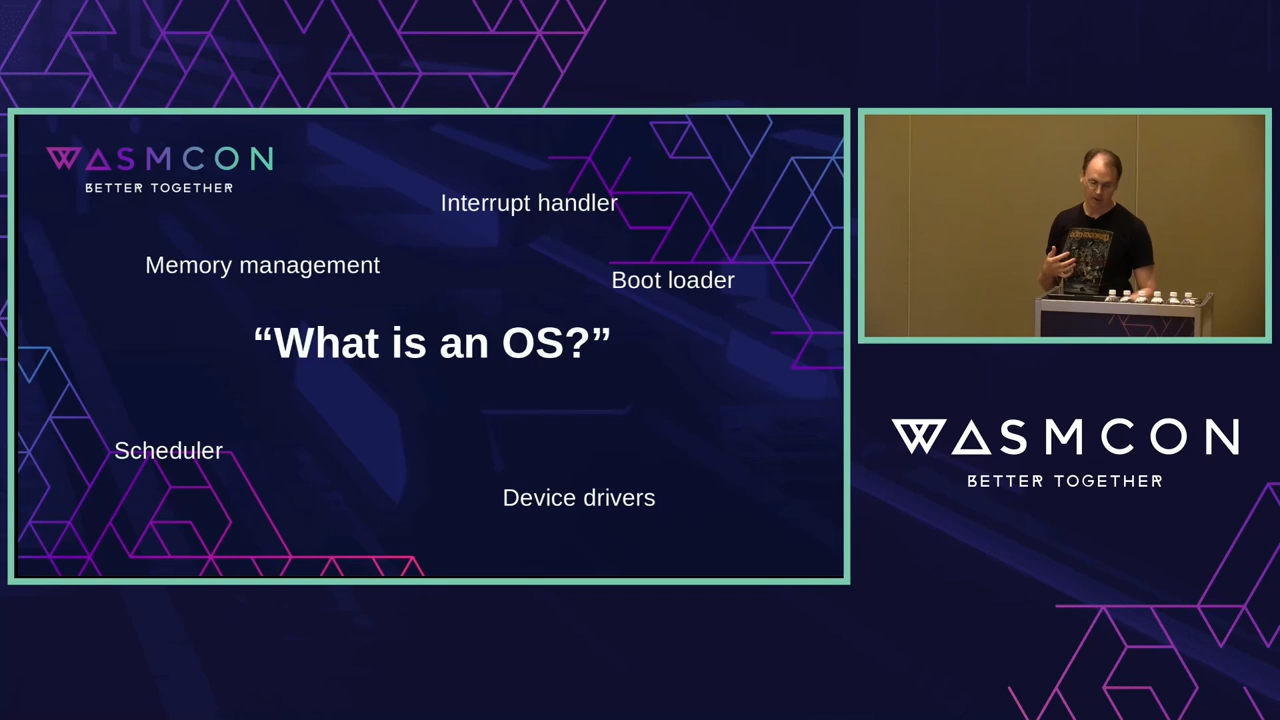 WASMCON
BETTER TOGETHER
Interrupt handler
Memory management
Boot loader
“What is an OS?”
Scheduler
Device drivers
WASMCON
BETTER TOGETHER